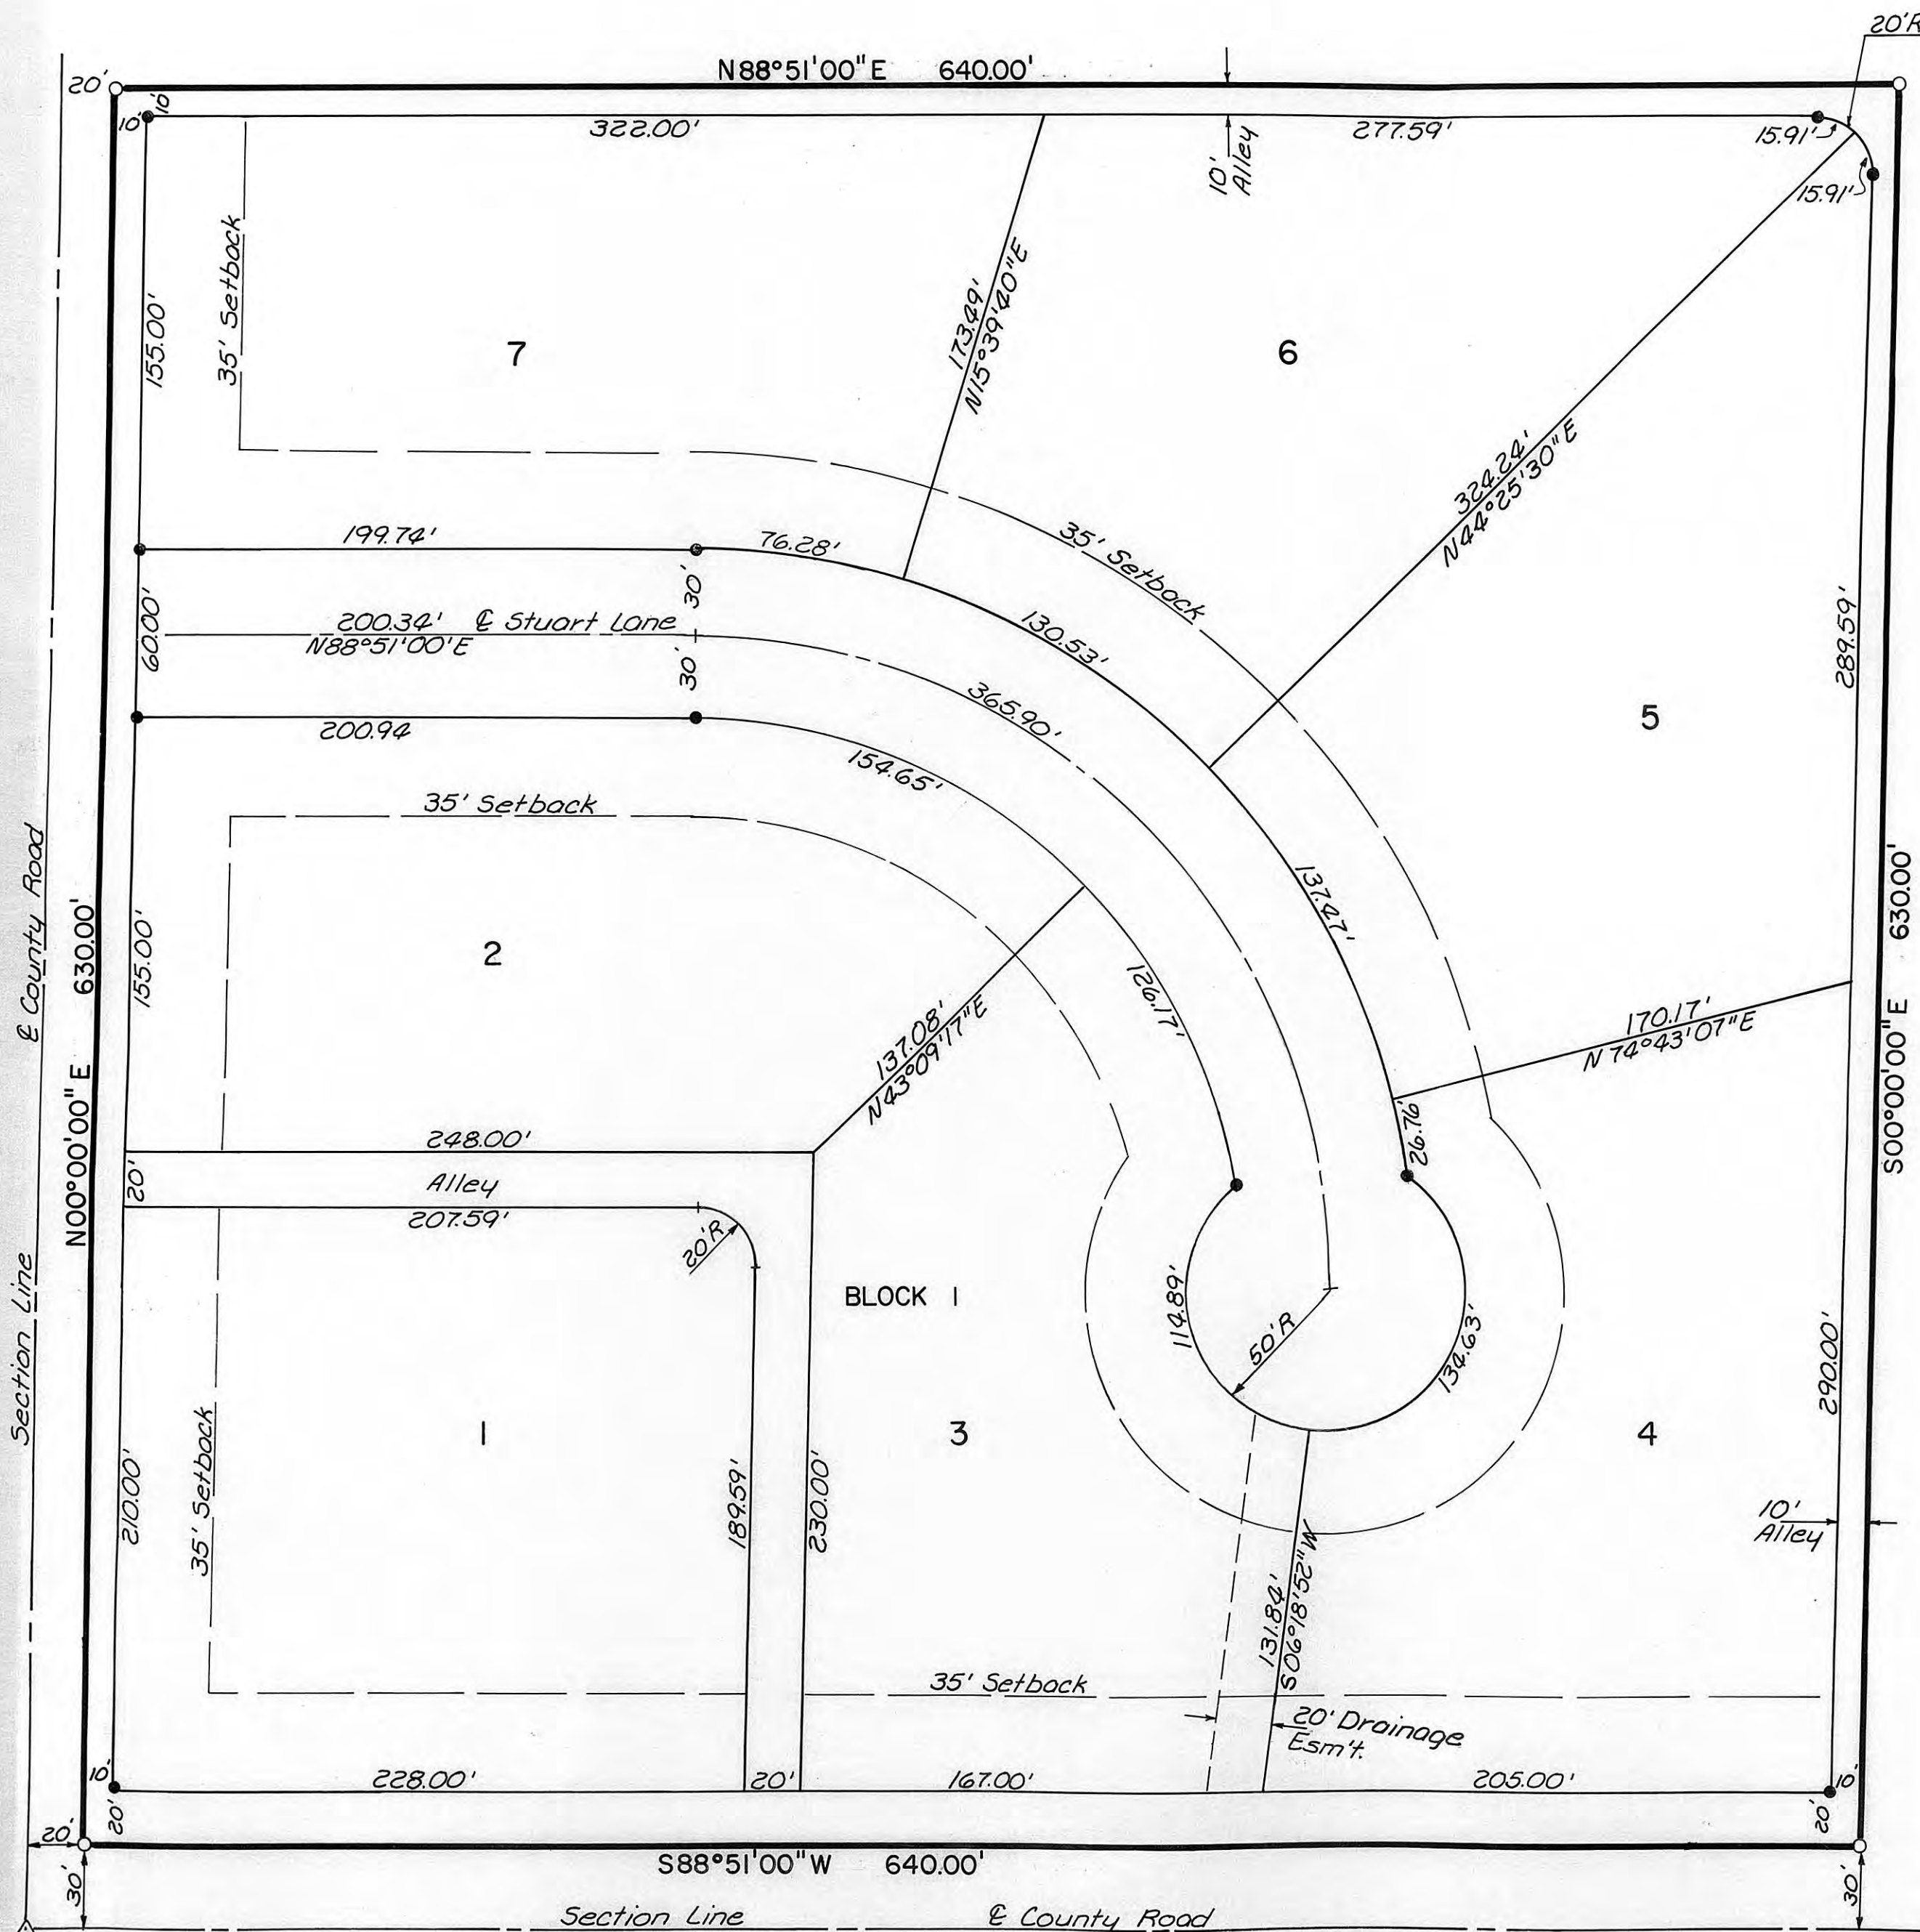 20'R
N88°51'00"E 640.00'
20'
10'
10'
322.00'
277.59'
15.91'
15.91'
10'
Alley
35' Setback
155.00'
173.49'
N15°39'40"E
7
6
324.24'
N44°25'30"E
35' Setback
199.74'
76.28'
30'
130.53'
60.00'
200.34' ℄ Stuart Lane
N88°51'00'E
30'
365.90'
289.59'
5
200.94
154.65'
35' Setback
137.47'
℄ County Road
N00°00'00"E 630.00'
155.00'
2
126.17'
137.08'
N43°09'17"E
170.17'
N74°43'07"E
S00°00'00"E 630.00'
26.76'
248.00'
20'
Alley
207.59'
20'R
BLOCK 1
114.89'
50'R
134.63'
290.00'
Section Line
1
3
4
35' Setback
210.00'
189.59'
230.00'
10'
Alley
131.84'
S06°18'52"W
35' Setback
20' Drainage
Esm't.
10'
228.00'
20'
167.00'
205.00'
10'
20'
20'
20'
S88°51'00"W 640.00'
30'
30'
Section Line ℄ County Road